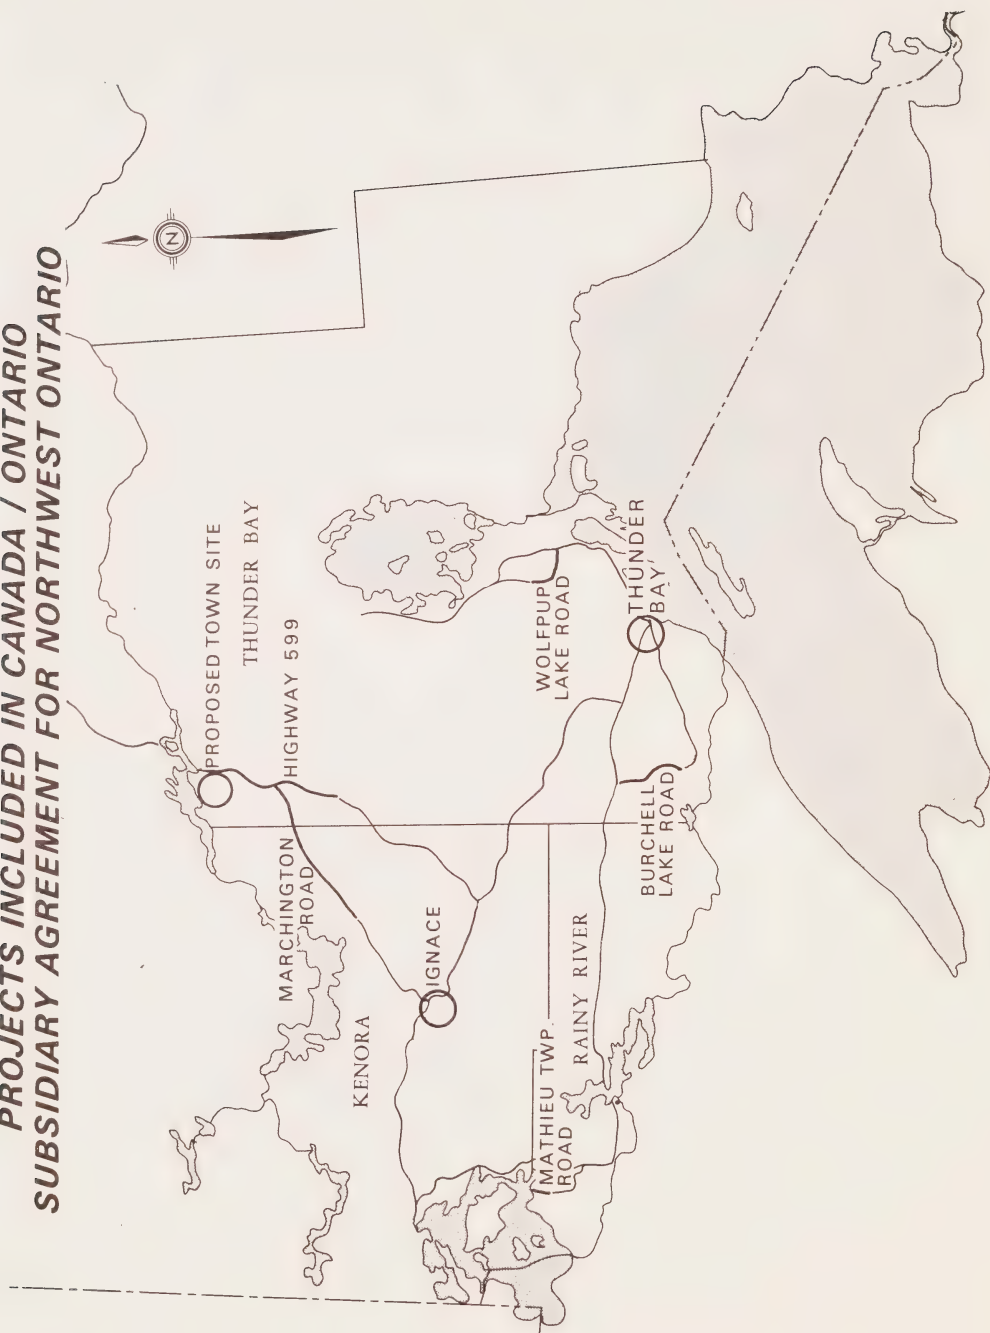 PROJECTS INCLUDED IN CANADA / ONTARIO
SUBSIDIARY AGREEMENT FOR NORTHWEST ONTARIO
N
PROPOSED TOWN SITE
THUNDER BAY
HIGHWAY 599
MARCHINGTON
ROAD
KENORA
IGNACE
WOLFPUP
LAKE ROAD
THUNDER
BAY
BURCHELL
LAKE ROAD
RAINY RIVER
MATHIEU TWP.
ROAD